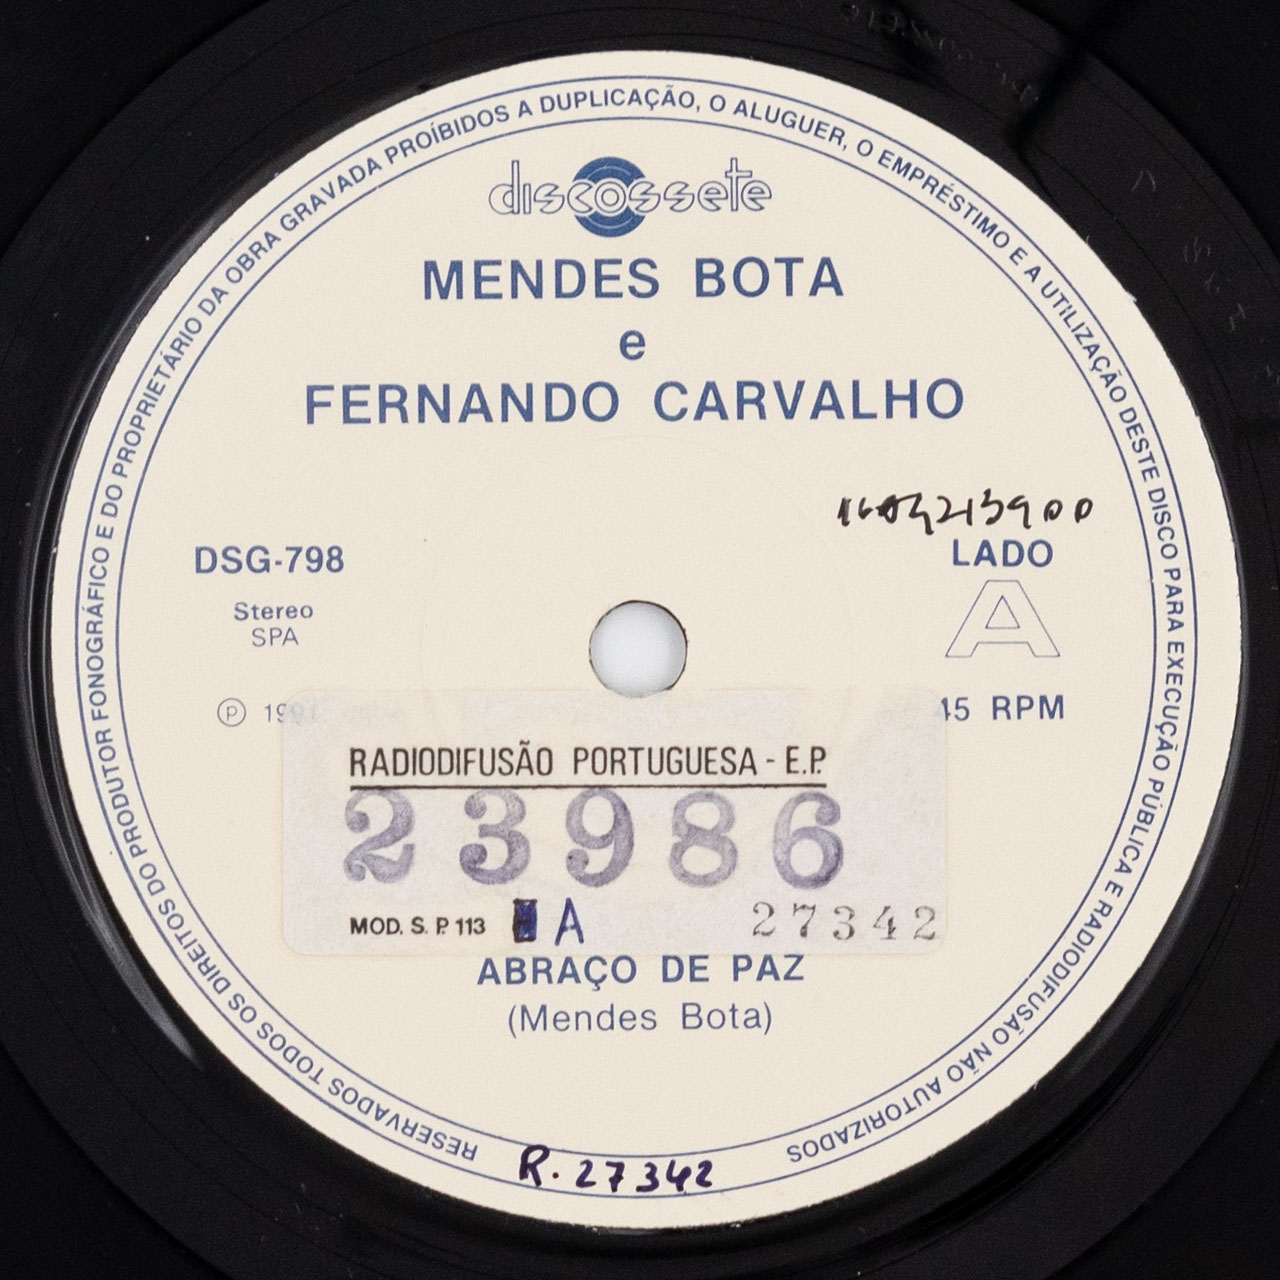 RESERVADOS TODOS OS DIREITOS DO PRODUTOR FONOGRÁFICO E DO PROPRIETÁRIO DA OBRA GRAVADA PROÍBIDOS A DUPLICAÇÃO, O ALUGUER, O EMPRÉSTIMO E A UTILIZAÇÃO DESTE DISCO PARA EXECUÇÃO PÚBLICA E RADIODIFUSÃO NÃO AUTORIZADOS
discossete
MENDES BOTA
e
FERNANDO CARVALHO
DSG-798
LADO
A
Stereo
SPA
℗ 1991
45 RPM
RADIODIFUSÃO PORTUGUESA - E.P.
23986
MOD. S. P. 113 A 27342
ABRAÇO DE PAZ
(Mendes Bota)
R. 27342